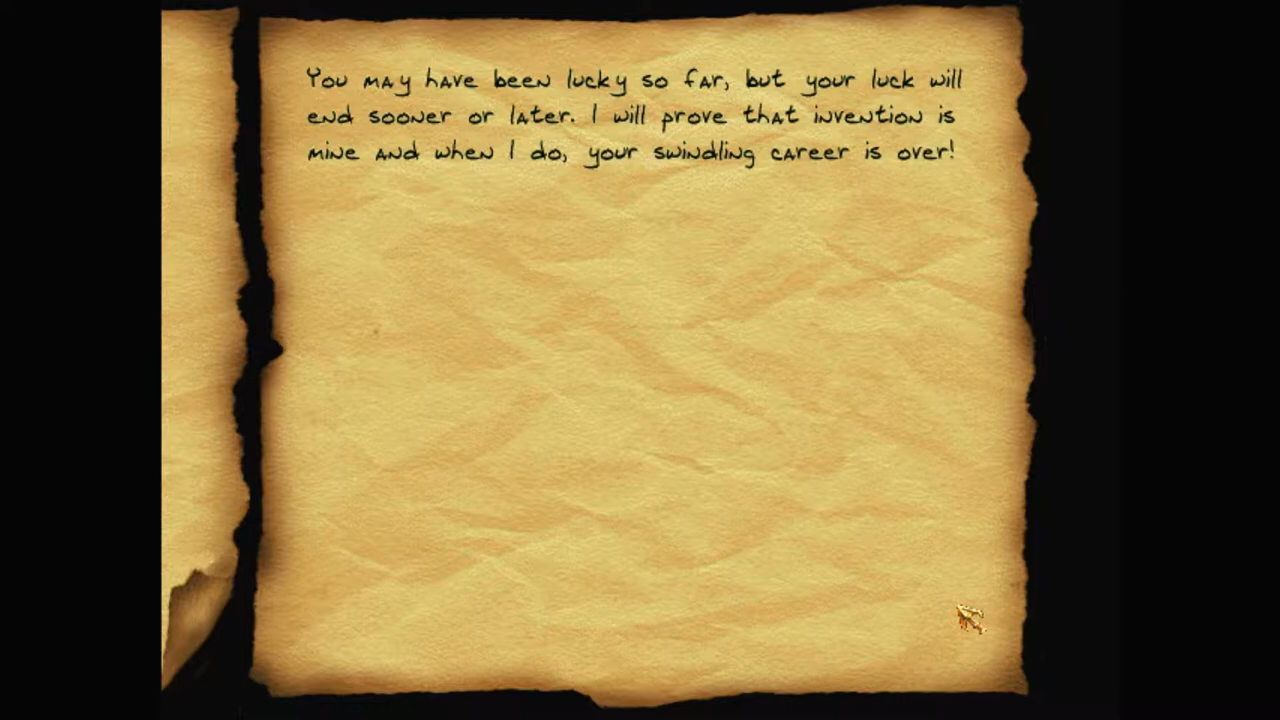 You may have been lucky so far, but your luck will
end sooner or later. I will prove that invention is
mine and when I do, your swindling career is over!